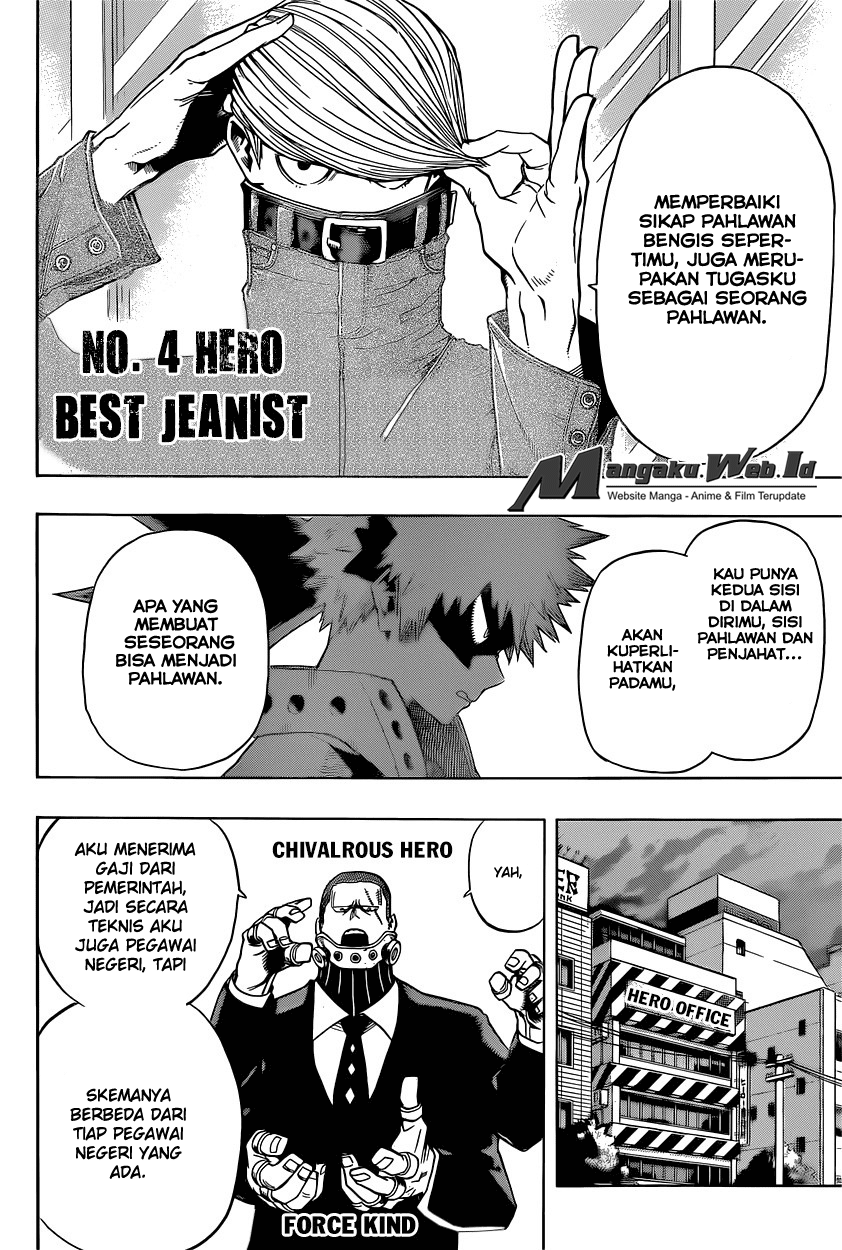 MEMPERBAIKI
SIKAP PAHLAWAN
BENGIS SEPER-
TIMU, JUGA MERU-
PAKAN TUGASKU
SEBAGAI SEORANG
PAHLAWAN.
NO. 4 HERO
BEST JEANIST
Mangaku.Web.Id
Website Manga - Anime & Film Terupdate
KAU PUNYA
KEDUA SISI
DI DALAM
DIRIMU, SISI
PAHLAWAN DAN
PENJAHAT...
AKAN
KUPERLI-
HATKAN
PADAMU,
APA YANG
MEMBUAT
SESEORANG
BISA MENJADI
PAHLAWAN.
HERO OFFICE
YAH,
CHIVALROUS HERO
FORCE KIND
AKU MENERIMA
GAJI DARI
PEMERINTAH,
JADI SECARA
TEKNIS AKU
JUGA PEGAWAI
NEGERI, TAPI
SKEMANYA
BERBEDA DARI
TIAP PEGAWAI
NEGERI YANG
ADA.